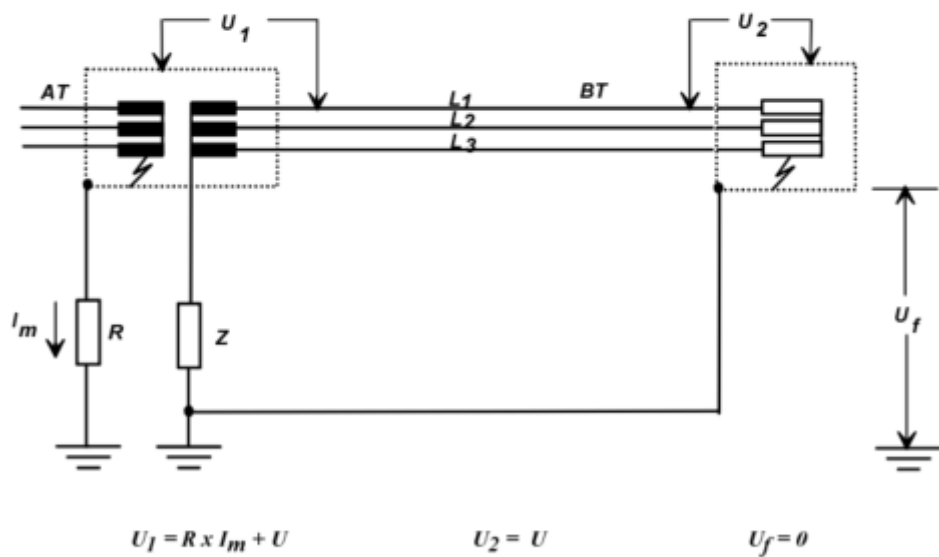 U1 U2
AT L1 BT
L2
L3
Im R Z Uf
U1 = R x Im + U U2 = U Uf = 0